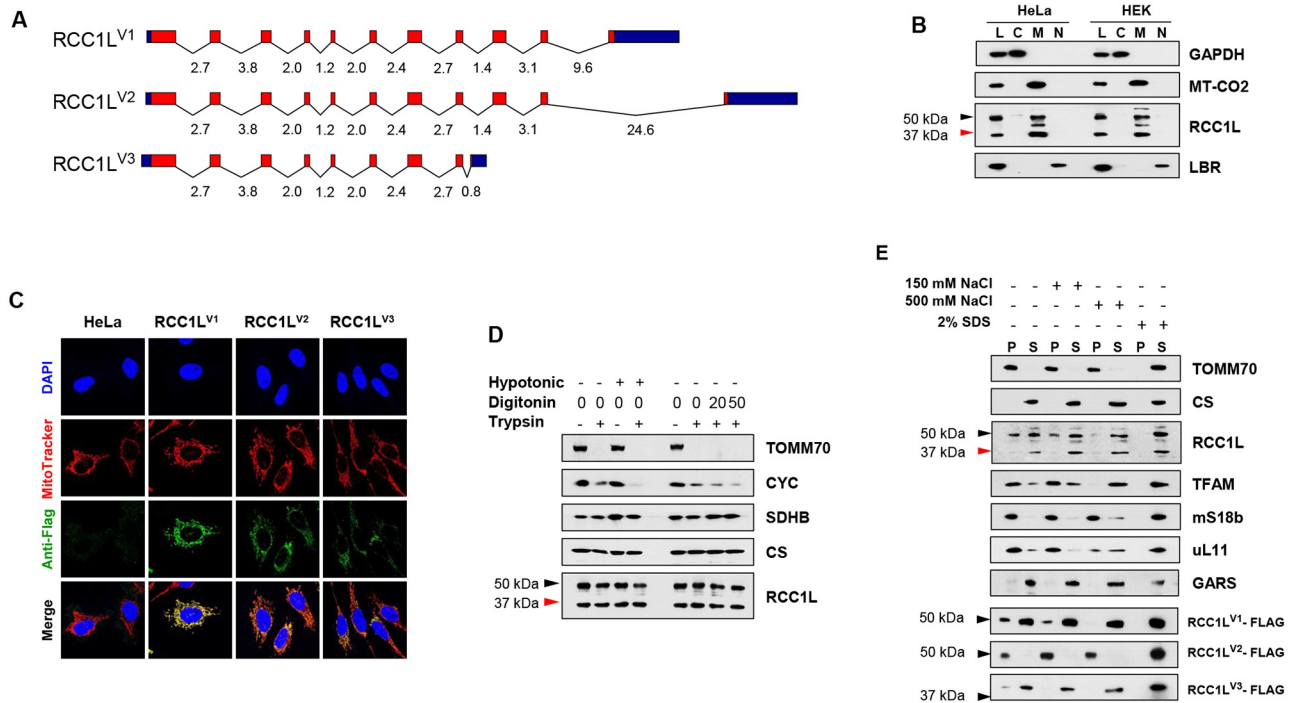 A
RCC1L^V1
2.7 3.8 2.0 1.2 2.0 2.4 2.7 1.4 3.1 9.6
RCC1L^V2
2.7 3.8 2.0 1.2 2.0 2.4 2.7 1.4 3.1 24.6
RCC1L^V3
2.7 3.8 2.0 1.2 2.0 2.4 2.7 0.8
B
HeLa HEK
L C M N L C M N
GAPDH
MT-CO2
50 kDa
37 kDa
RCC1L
LBR
C
HeLa RCC1L^V1 RCC1L^V2 RCC1L^V3
DAPI
MitoTracker
Anti-Flag
Merge
D
Hypotonic - - + + - - - -
Digitonin 0 0 0 0 0 0 20 50
Trypsin - + - + - + + +
TOMM70
CYC
SDHB
CS
50 kDa
37 kDa
RCC1L
E
150 mM NaCl - - + + - - - -
500 mM NaCl - - - - + + - -
2% SDS - - - - - - + +
P S P S P S P S
TOMM70
CS
50 kDa
37 kDa
RCC1L
TFAM
mS18b
uL11
GARS
50 kDa RCC1L^V1- FLAG
50 kDa RCC1L^V2- FLAG
37 kDa RCC1L^V3- FLAG